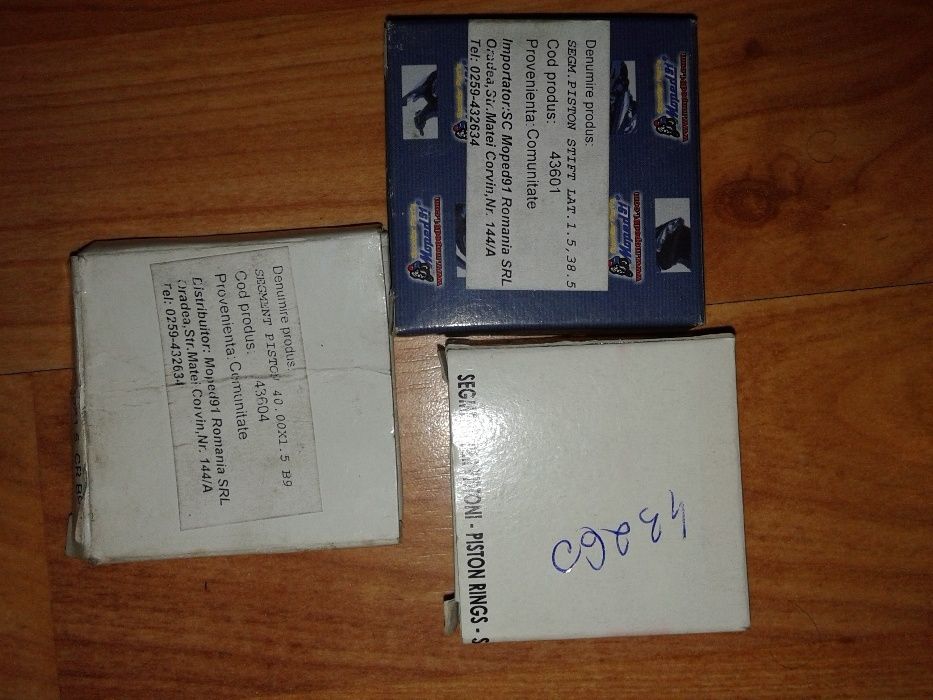 Denumire produs:
SEGM.PISTON STIFT LAT.1.5,38.5
Cod produs: 43601
Provenienta: Comunitate
Importator:SC Moped91 Romania SRL
Oradea,Str.Matei Corvin,Nr. 144/A
Tel: 0259-432634
Denumire produs:
SEGMENT PISTON 40.00X1.5 B9
Cod produs: 43604
Provenienta: Comunitate
Distribuitor: Moped91 Romania SRL
Oradea,Str.Matei Corvin,Nr. 144/A
Tel: 0259-432634
PISTON RINGS - S